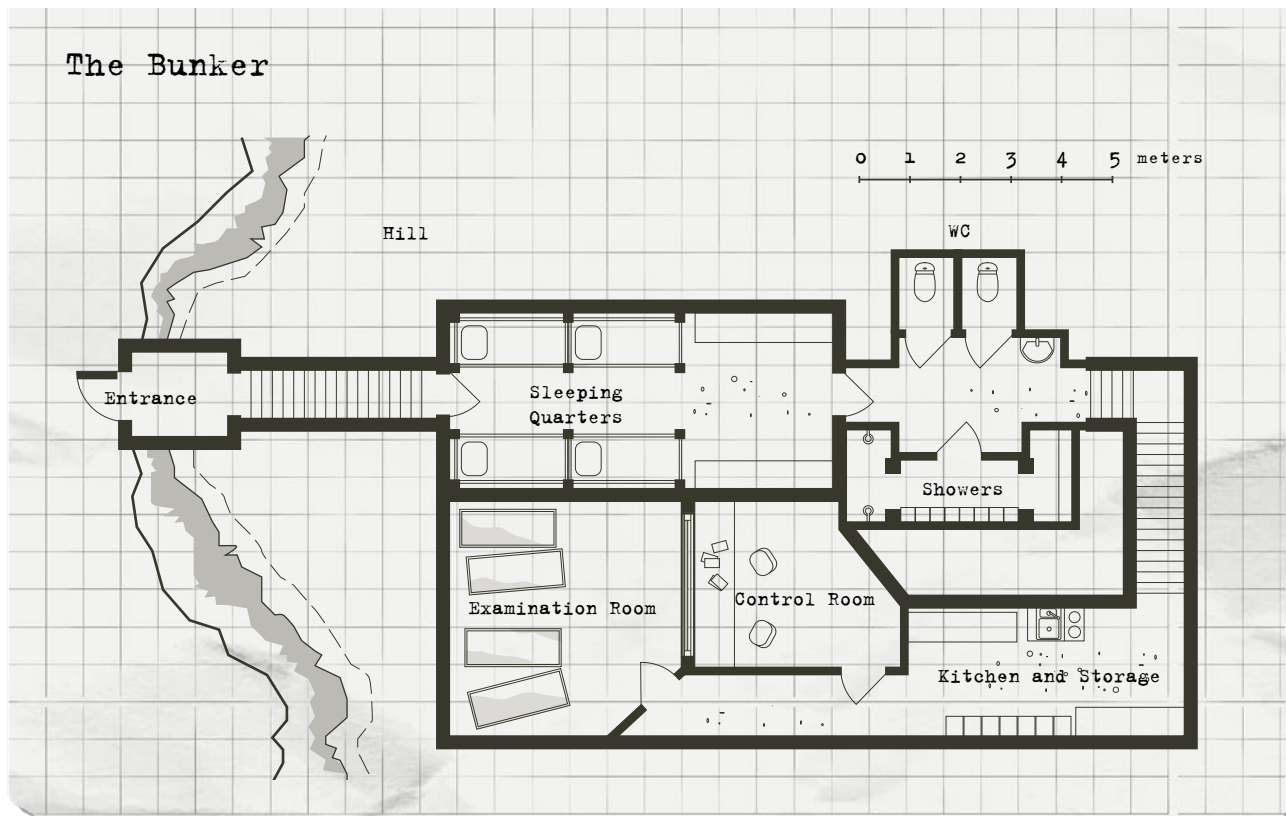 The Bunker
0 1 2 3 4 5 meters
Hill
WC
Entrance
Sleeping
Quarters
Showers
Examination Room
Control Room
Kitchen and Storage